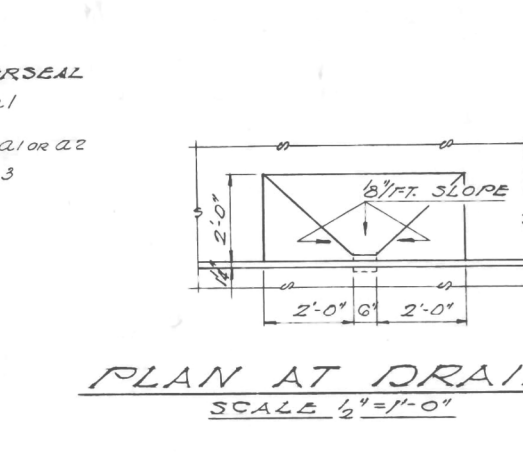 RSEAL
1
a1 OR a2
3
1/8"/FT. SLOPE
2'-0"
2'-0" 6" 2'-0"
PLAN AT DRAI
SCALE 1/2"=1'-0"